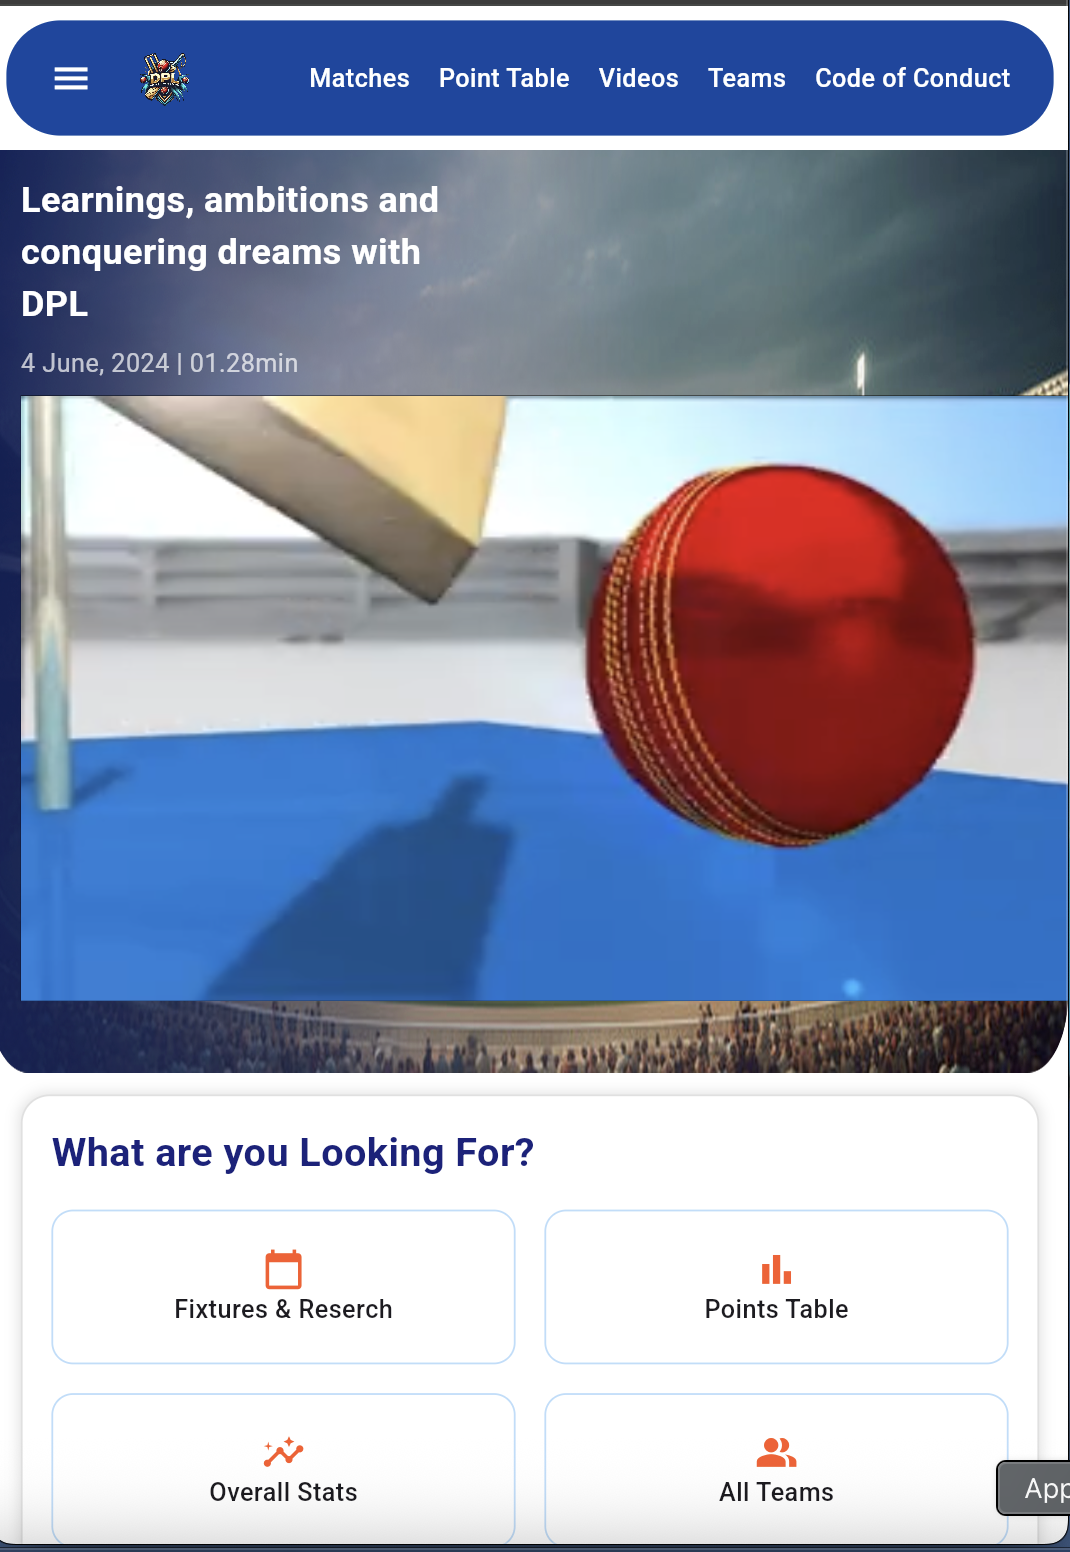 DPL
Matches Point Table Videos Teams Code of Conduct
Learnings, ambitions and
conquering dreams with
DPL
4 June, 2024 | 01.28min
What are you Looking For?
Fixtures & Reserch
Points Table
Overall Stats
All Teams
App